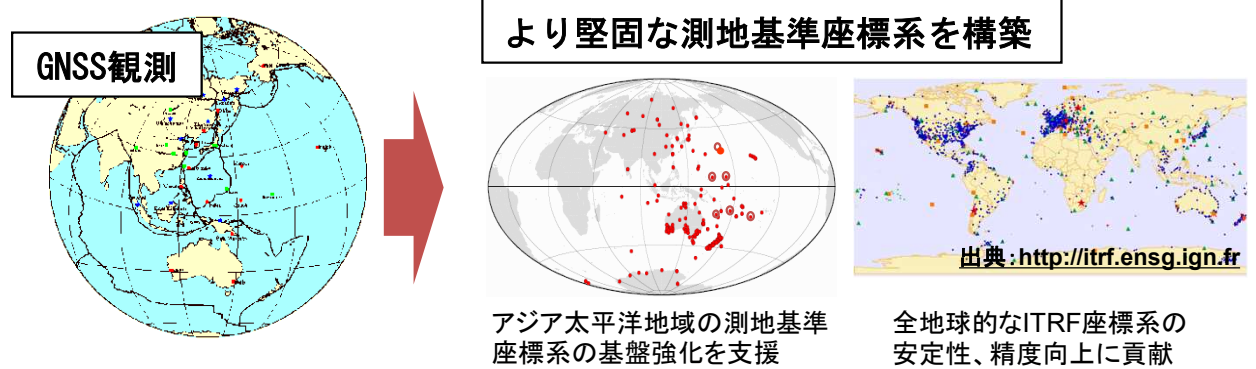 GNSS観測
より堅固な測地基準座標系を構築
出典:http://itrf.ensg.ign.fr
アジア太平洋地域の測地基準
座標系の基盤強化を支援
全地球的なITRF座標系の
安定性、精度向上に貢献